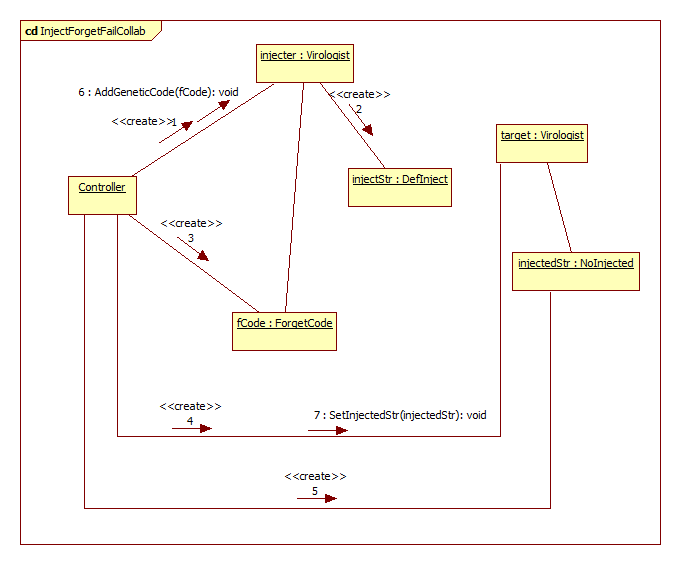 cd InjectForgetFailCollab
injecter : Virologist
6 : AddGeneticCode(fCode): void
<<create>>
1
<<create>>
2
target : Virologist
Controller
injectStr : DefInject
<<create>>
3
injectedStr : NoInjected
fCode : ForgetCode
<<create>>
4
7 : SetInjectedStr(injectedStr): void
<<create>>
5